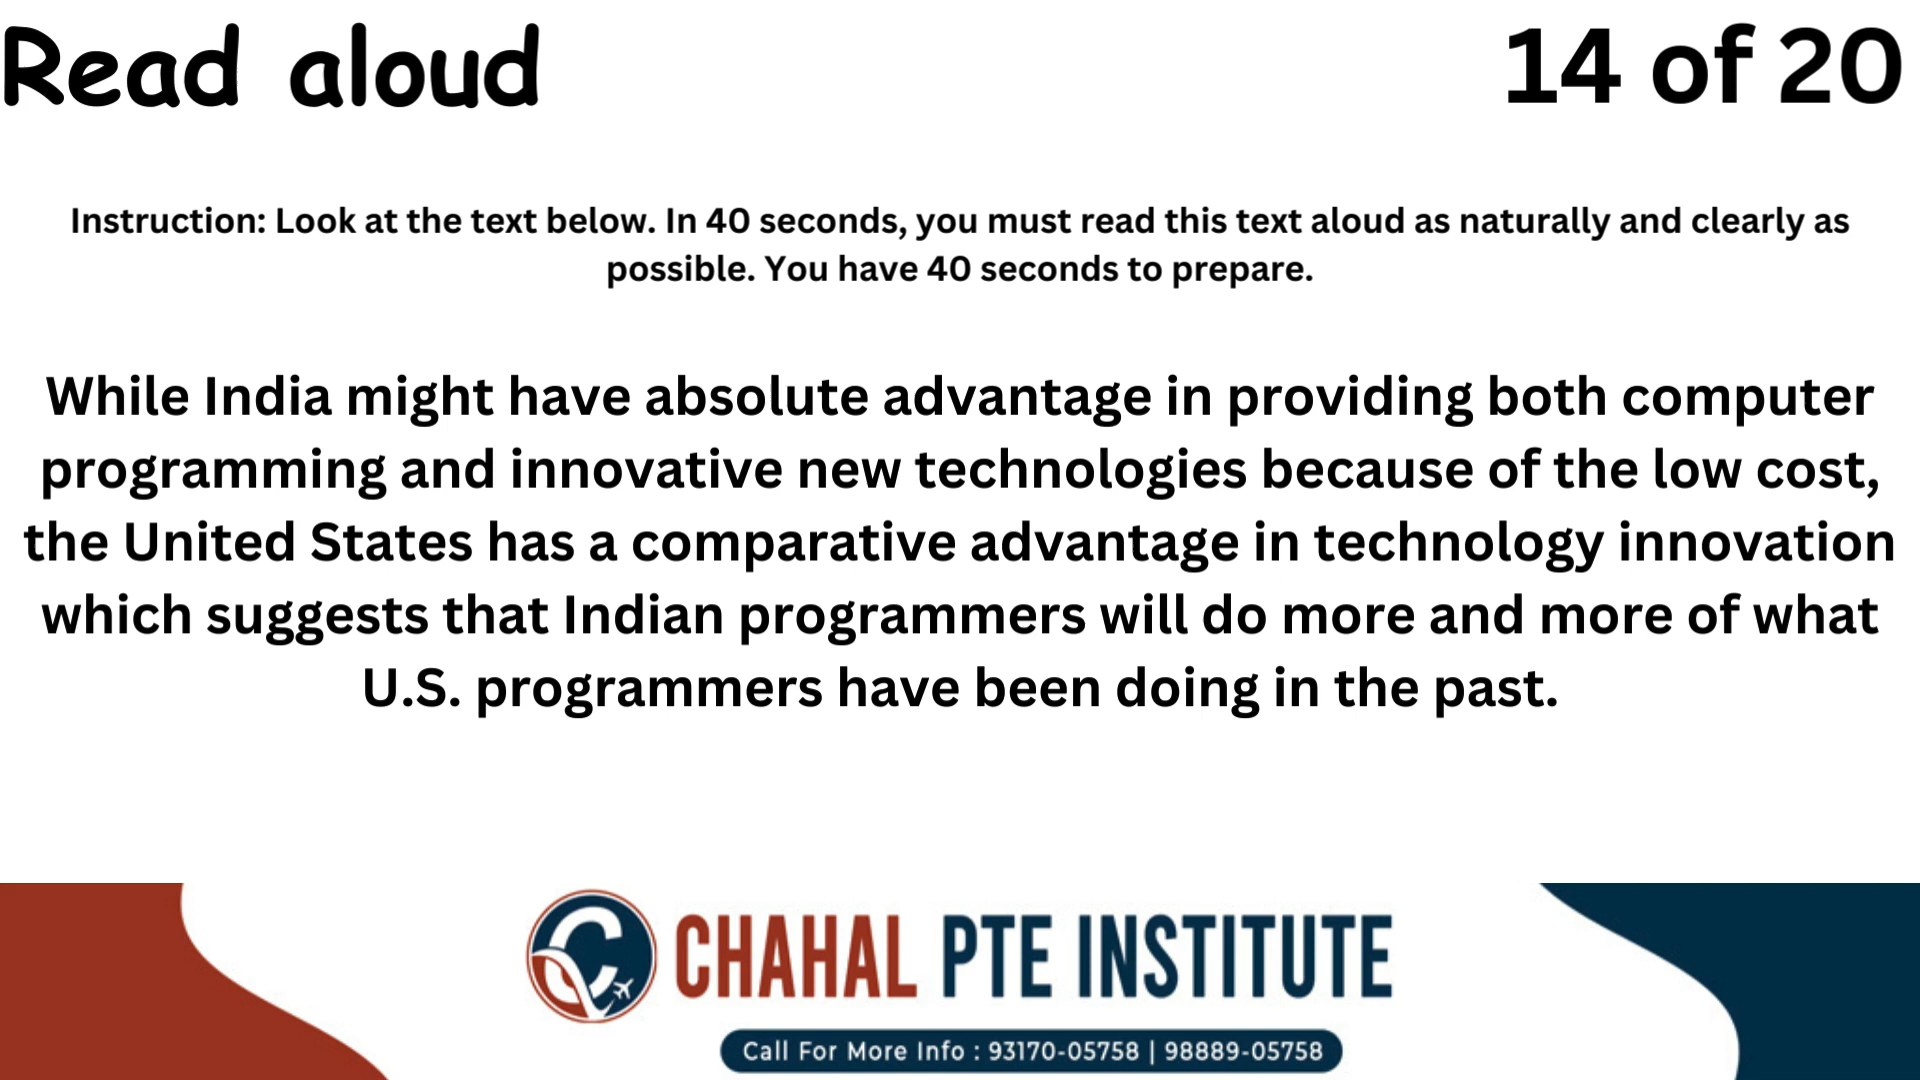 Read aloud
14 of 20
Instruction: Look at the text below. In 40 seconds, you must read this text aloud as naturally and clearly as
possible. You have 40 seconds to prepare.
While India might have absolute advantage in providing both computer
programming and innovative new technologies because of the low cost,
the United States has a comparative advantage in technology innovation
which suggests that Indian programmers will do more and more of what
U.S. programmers have been doing in the past.
CHAHAL PTE INSTITUTE
Call For More Info : 93170-05758 | 98889-05758